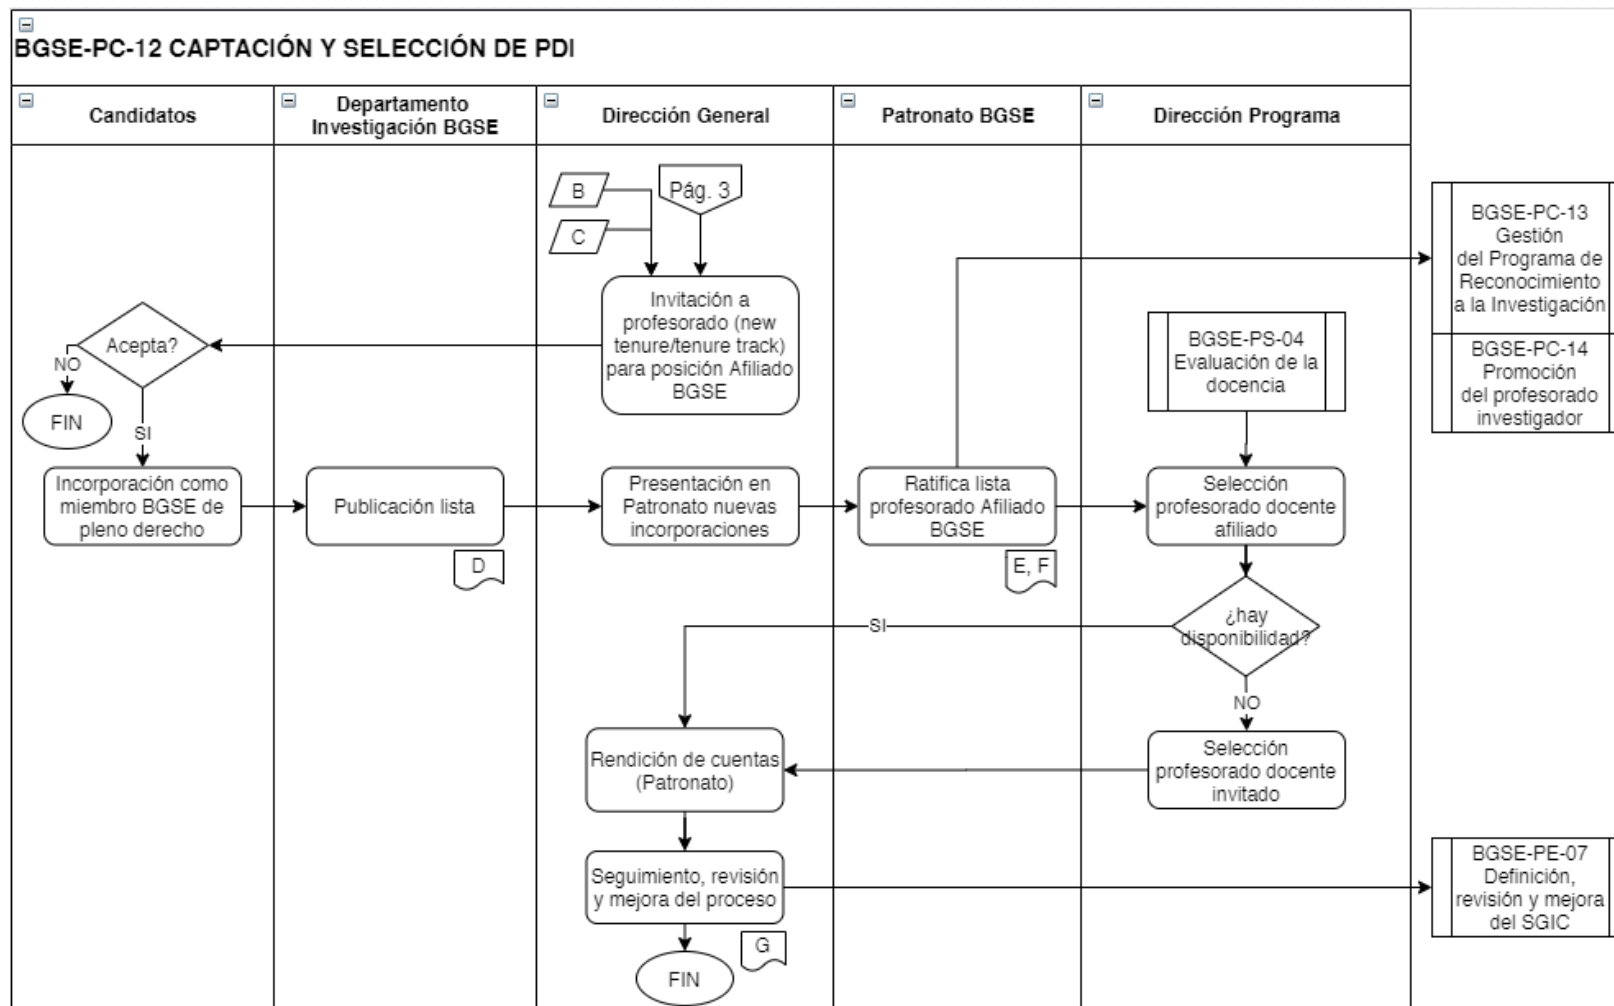 BGSE-PC-12 CAPTACIÓN Y SELECCIÓN DE PDI
Candidatos
Departamento
Investigación BGSE
Dirección General
Patronato BGSE
Dirección Programa
B
C
Pág. 3
Invitación a
profesorado (new
tenure/tenure track)
para posición Afiliado
BGSE
Acepta?
NO
FIN
SI
BGSE-PS-04
Evaluación de la
docencia
BGSE-PC-13
Gestión
del Programa de
Reconocimiento
a la Investigación
BGSE-PC-14
Promoción
del profesorado
investigador
Incorporación como
miembro BGSE de
pleno derecho
Publicación lista
D
Presentación en
Patronato nuevas
incorporaciones
Ratifica lista
profesorado Afiliado
BGSE
E, F
Selección
profesorado docente
afiliado
¿hay
disponibilidad?
SI
NO
Selección
profesorado docente
invitado
Rendición de cuentas
(Patronato)
Seguimiento, revisión
y mejora del proceso
G
FIN
BGSE-PE-07
Definición,
revisión y mejora
del SGIC